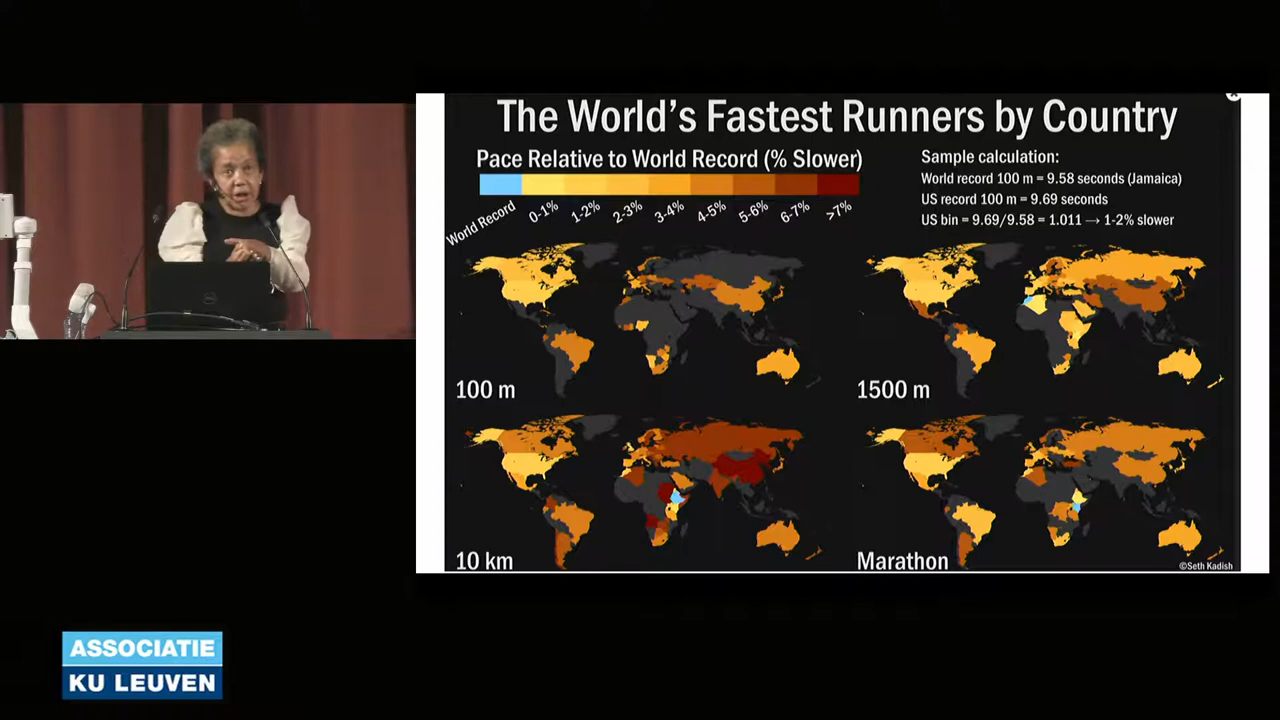 The World's Fastest Runners by Country
Pace Relative to World Record (% Slower)
World Record
0-1%
1-2%
2-3%
3-4%
4-5%
5-6%
6-7%
>7%
Sample calculation:
World record 100 m = 9.58 seconds (Jamaica)
US record 100 m = 9.69 seconds
US bin = 9.69/9.58 = 1.011 → 1-2% slower
100 m
1500 m
10 km
Marathon
©Seth Kadish
ASSOCIATIE
KU LEUVEN